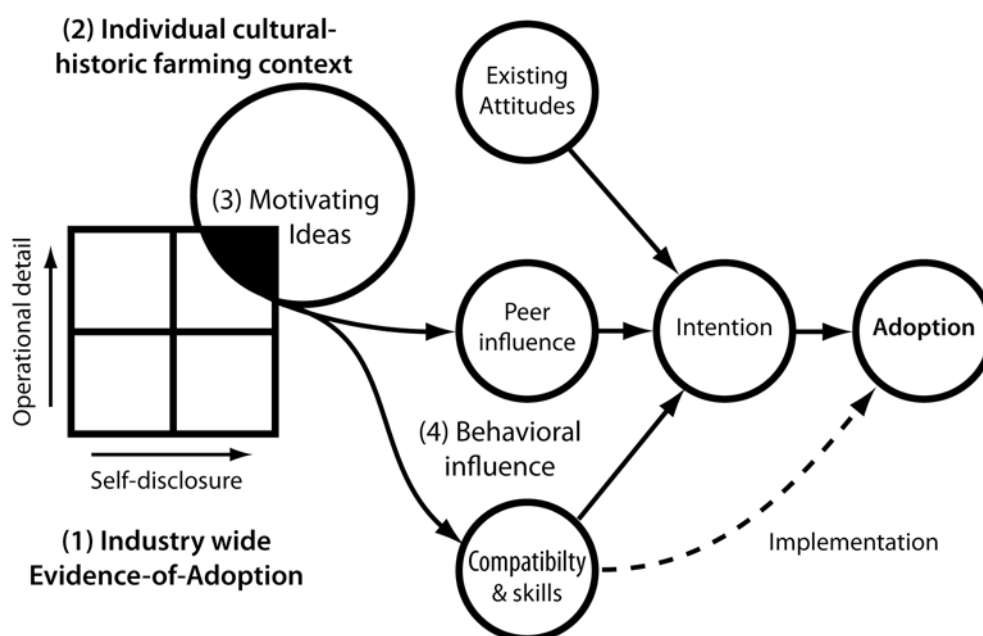 (2) Individual cultural-
historic farming context
Existing
Attitudes
(3) Motivating
Ideas
Operational detail
Self-disclosure
(1) Industry wide
Evidence-of-Adoption
Peer
influence
Intention
Adoption
(4) Behavioral
influence
Compatibilty
& skills
Implementation